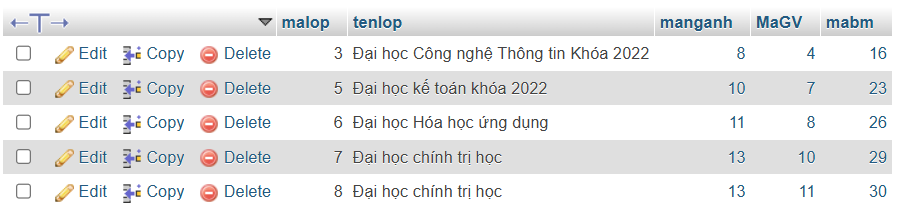 malop tenlop manganh MaGV mabm
Edit Copy Delete 3 Đại học Công nghệ Thông tin Khóa 2022 8 4 16
Edit Copy Delete 5 Đại học kế toán khóa 2022 10 7 23
Edit Copy Delete 6 Đại học Hóa học ứng dụng 11 8 26
Edit Copy Delete 7 Đại học chính trị học 13 10 29
Edit Copy Delete 8 Đại học chính trị học 13 11 30